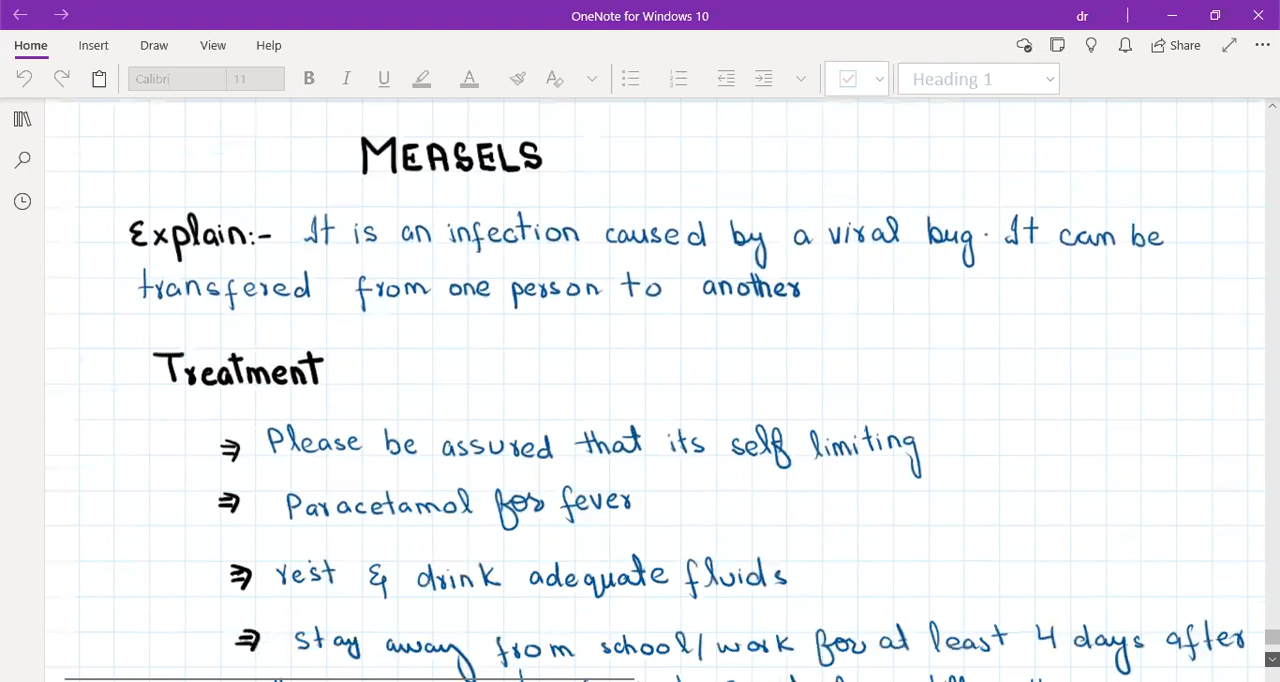 OneNote for Windows 10
dr
Home Insert Draw View Help
Share
Calibri 11 B I U A A Heading 1
MEASELS
Explain:- It is an infection caused by a viral bug. It can be
transfered from one person to another
Treatment
⇒ Please be assured that its self limiting
⇒ Paracetamol for fever
⇒ rest & drink adequate fluids
⇒ stay away from school/work for at least 4 days after